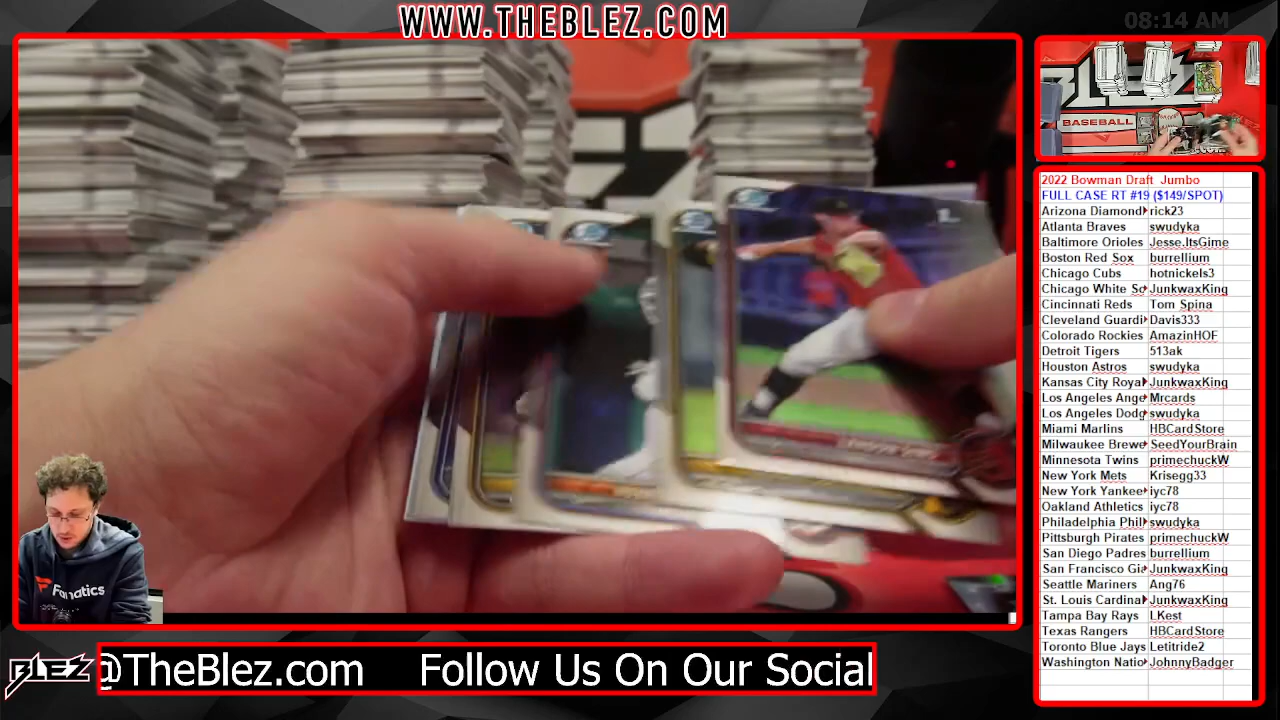 WWW.THEBLEZ.COM
08:14 AM
BLEZ
BASEBALL
2022 Bowman Draft Jumbo
FULL CASE RT #19 ($149/SPOT)
Arizona Diamond rick23
Atlanta Braves swudyka
Baltimore Orioles Jesse.ItsGime
Boston Red Sox burrellium
Chicago Cubs hotnickels3
Chicago White So JunkwaxKing
Cincinnati Reds Tom Spina
Cleveland Guardi Davis333
Colorado Rockies AmazinHOF
Detroit Tigers 513ak
Houston Astros swudyka
Kansas City Roya JunkwaxKing
Los Angeles Ange Mrcards
Los Angeles Dodg swudyka
Miami Marlins HBCardStore
Milwaukee Brewe SeedYourBrain
Minnesota Twins primechuckW
New York Mets Krisegg33
New York Yankee iyc78
Oakland Athletics iyc78
Philadelphia Phil swudyka
Pittsburgh Pirates primechuckW
San Diego Padres burrellium
San Francisco Gia JunkwaxKing
Seattle Mariners Ang76
St. Louis Cardina JunkwaxKing
Tampa Bay Rays LKest
Texas Rangers HBCardStore
Toronto Blue Jays Letitride2
Washington Natio JohnnyBadger
Fanatics
BLEZ
@TheBlez.com Follow Us On Our Social